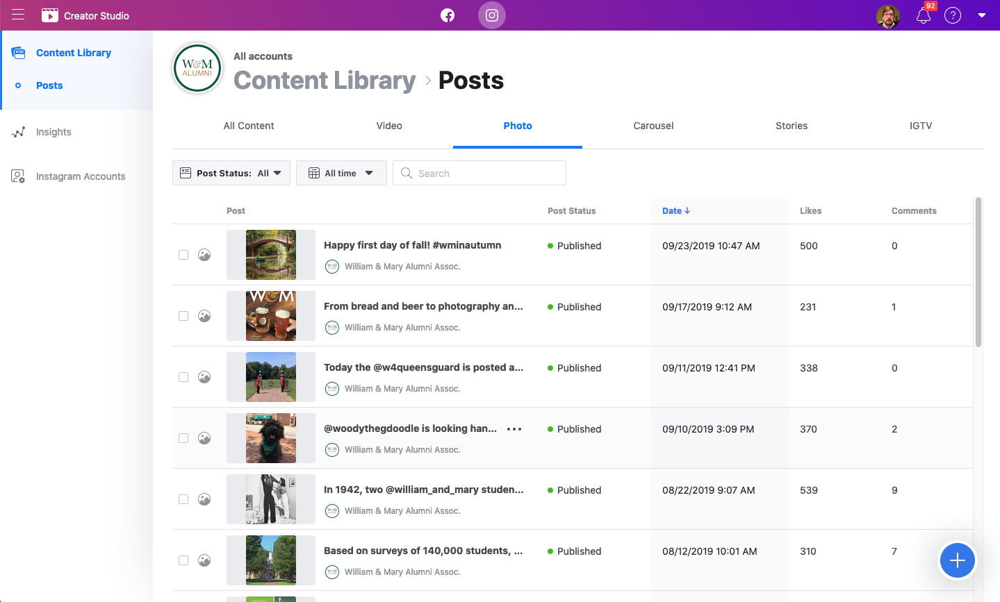 Creator Studio
92
?
Content Library
Posts
Insights
Instagram Accounts
W&M
ALUMNI
All accounts
Content Library > Posts
All Content Video Photo Carousel Stories IGTV
Post Status: All All time Search
Post Post Status Date ↓ Likes Comments
Happy first day of fall! #wminautumn Published 09/23/2019 10:47 AM 500 0
William & Mary Alumni Assoc.
W&M
From bread and beer to photography an... Published 09/17/2019 9:12 AM 231 1
William & Mary Alumni Assoc.
Today the @w4queensguard is posted a... Published 09/11/2019 12:41 PM 338 0
William & Mary Alumni Assoc.
@woodythegdoodle is looking han... ••• Published 09/10/2019 3:09 PM 370 2
William & Mary Alumni Assoc.
In 1942, two @william_and_mary studen... Published 08/22/2019 9:07 AM 539 9
William & Mary Alumni Assoc.
Based on surveys of 140,000 students, ... Published 08/12/2019 10:01 AM 310 7
William & Mary Alumni Assoc.